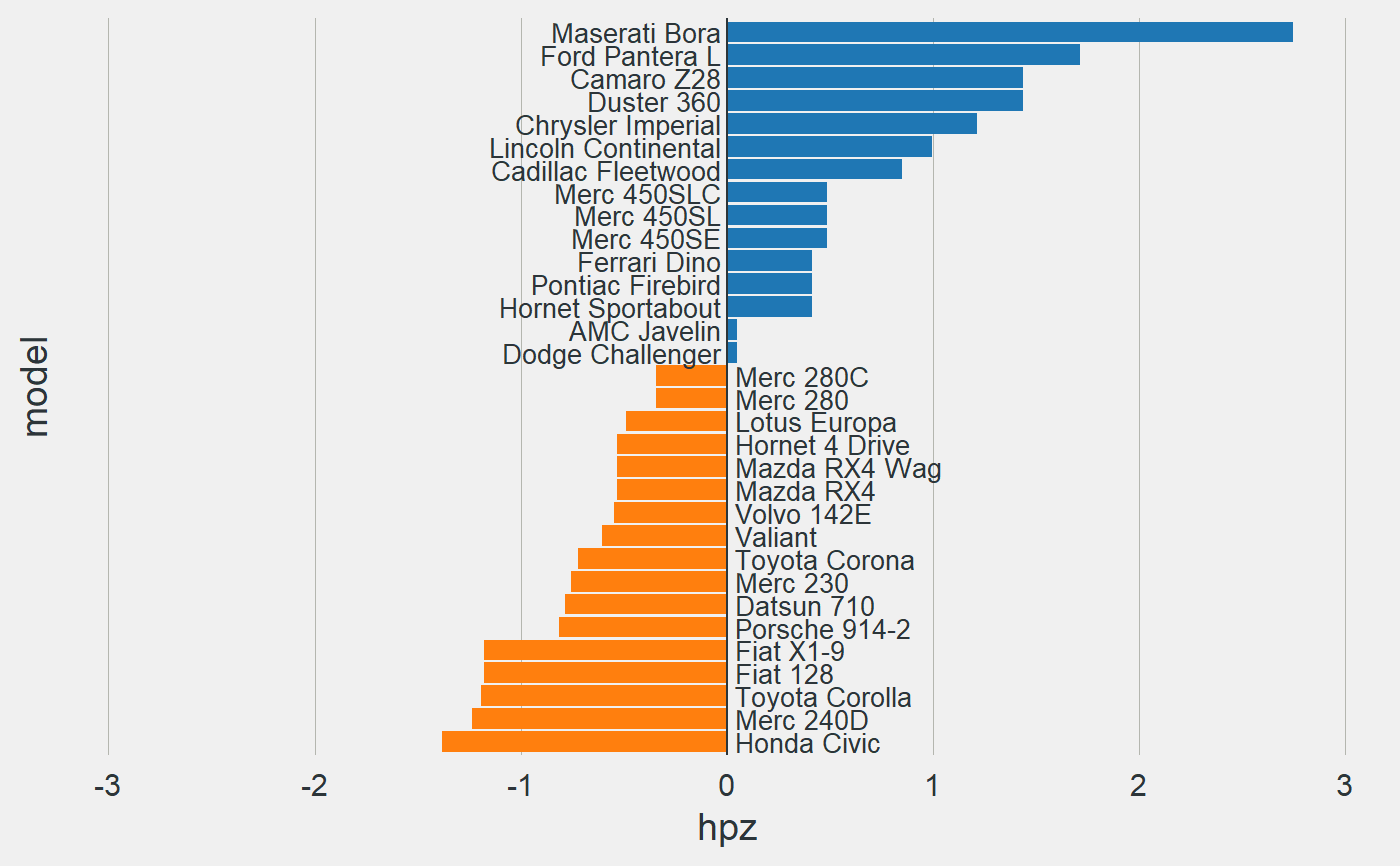 Maserati Bora
Ford Pantera L
Camaro Z28
Duster 360
Chrysler Imperial
Lincoln Continental
Cadillac Fleetwood
Merc 450SLC
Merc 450SL
Merc 450SE
Ferrari Dino
Pontiac Firebird
Hornet Sportabout
AMC Javelin
Dodge Challenger
Merc 280C
Merc 280
Lotus Europa
Hornet 4 Drive
Mazda RX4 Wag
Mazda RX4
Volvo 142E
Valiant
Toyota Corona
Merc 230
Datsun 710
Porsche 914-2
Fiat X1-9
Fiat 128
Toyota Corolla
Merc 240D
Honda Civic
model
-3 -2 -1 0 1 2 3
hpz